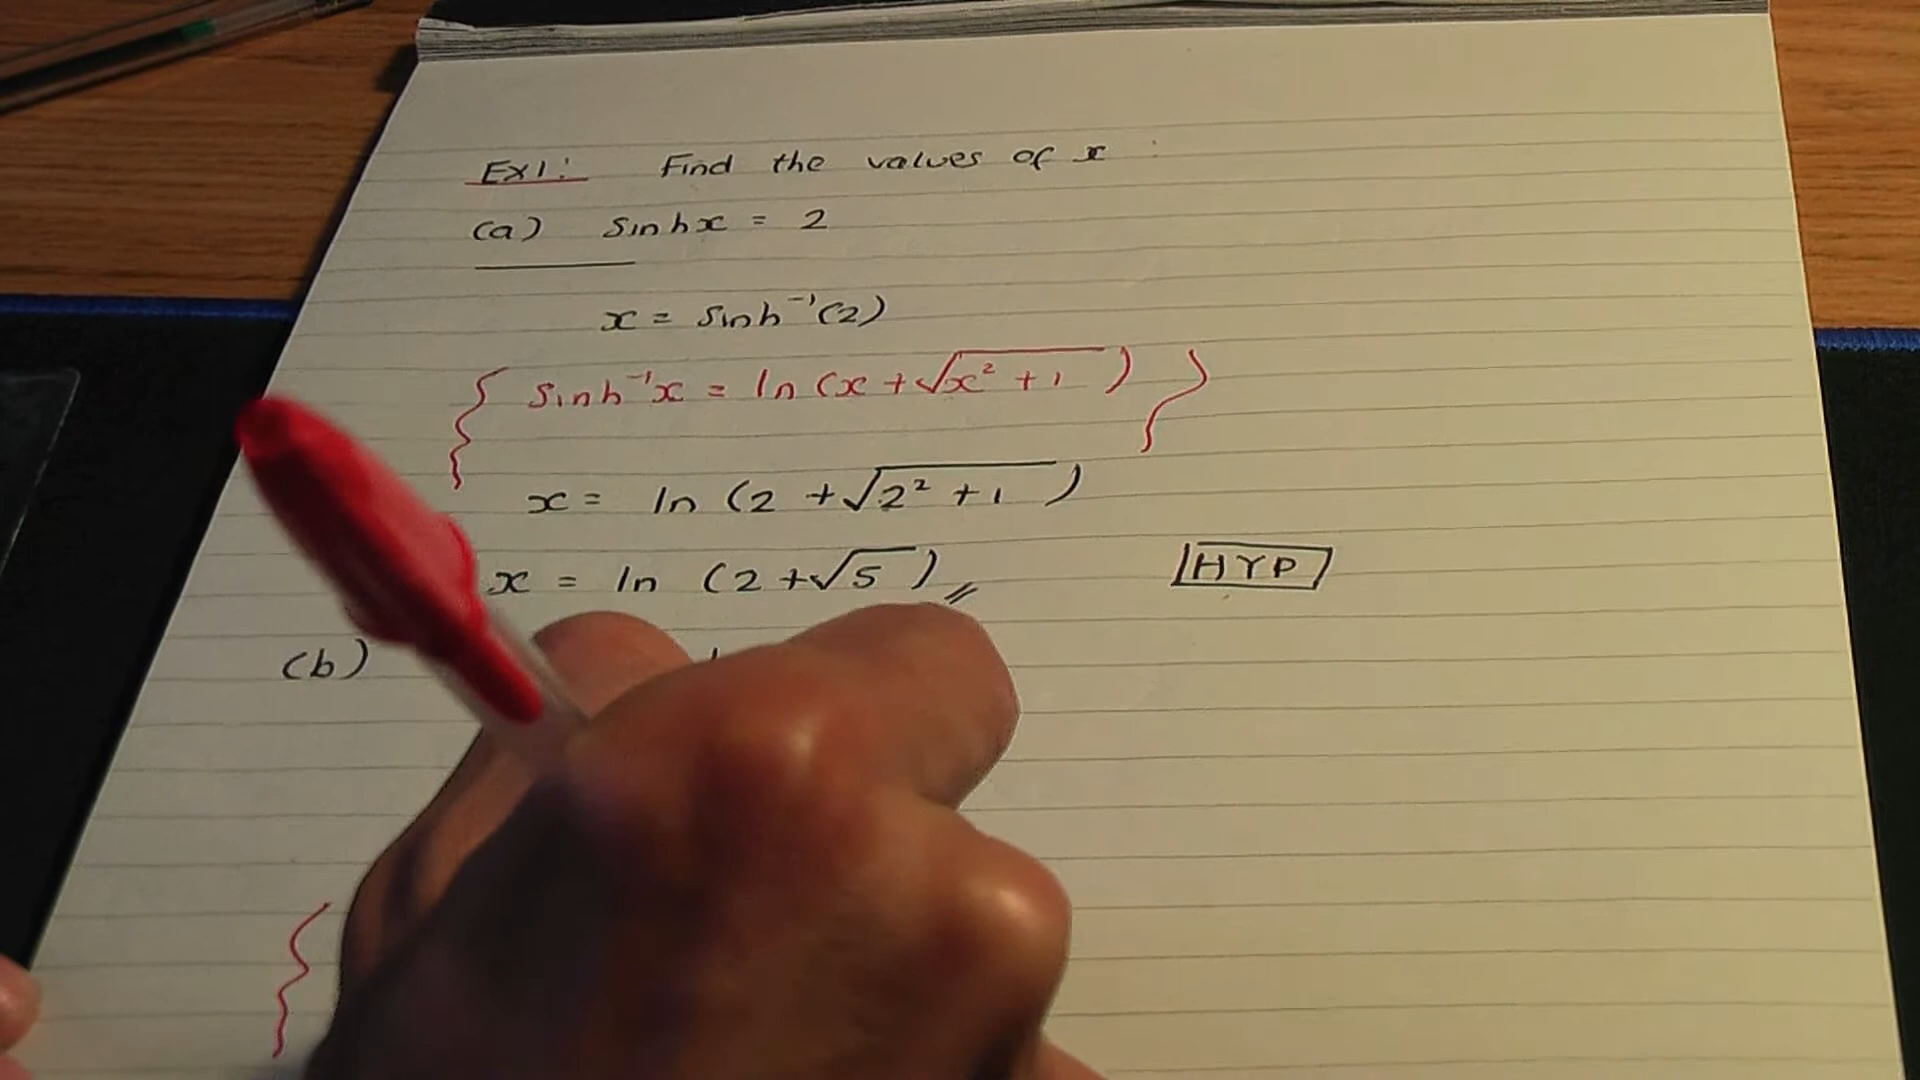 EX1: Find the values of x :
(a) sinhx = 2
x = sinh⁻¹(2)
{ sinh⁻¹x = ln (x + √x² + 1 ) }
x = ln (2 + √2² + 1 )
x = ln (2 + √5 )
HYP
(b)